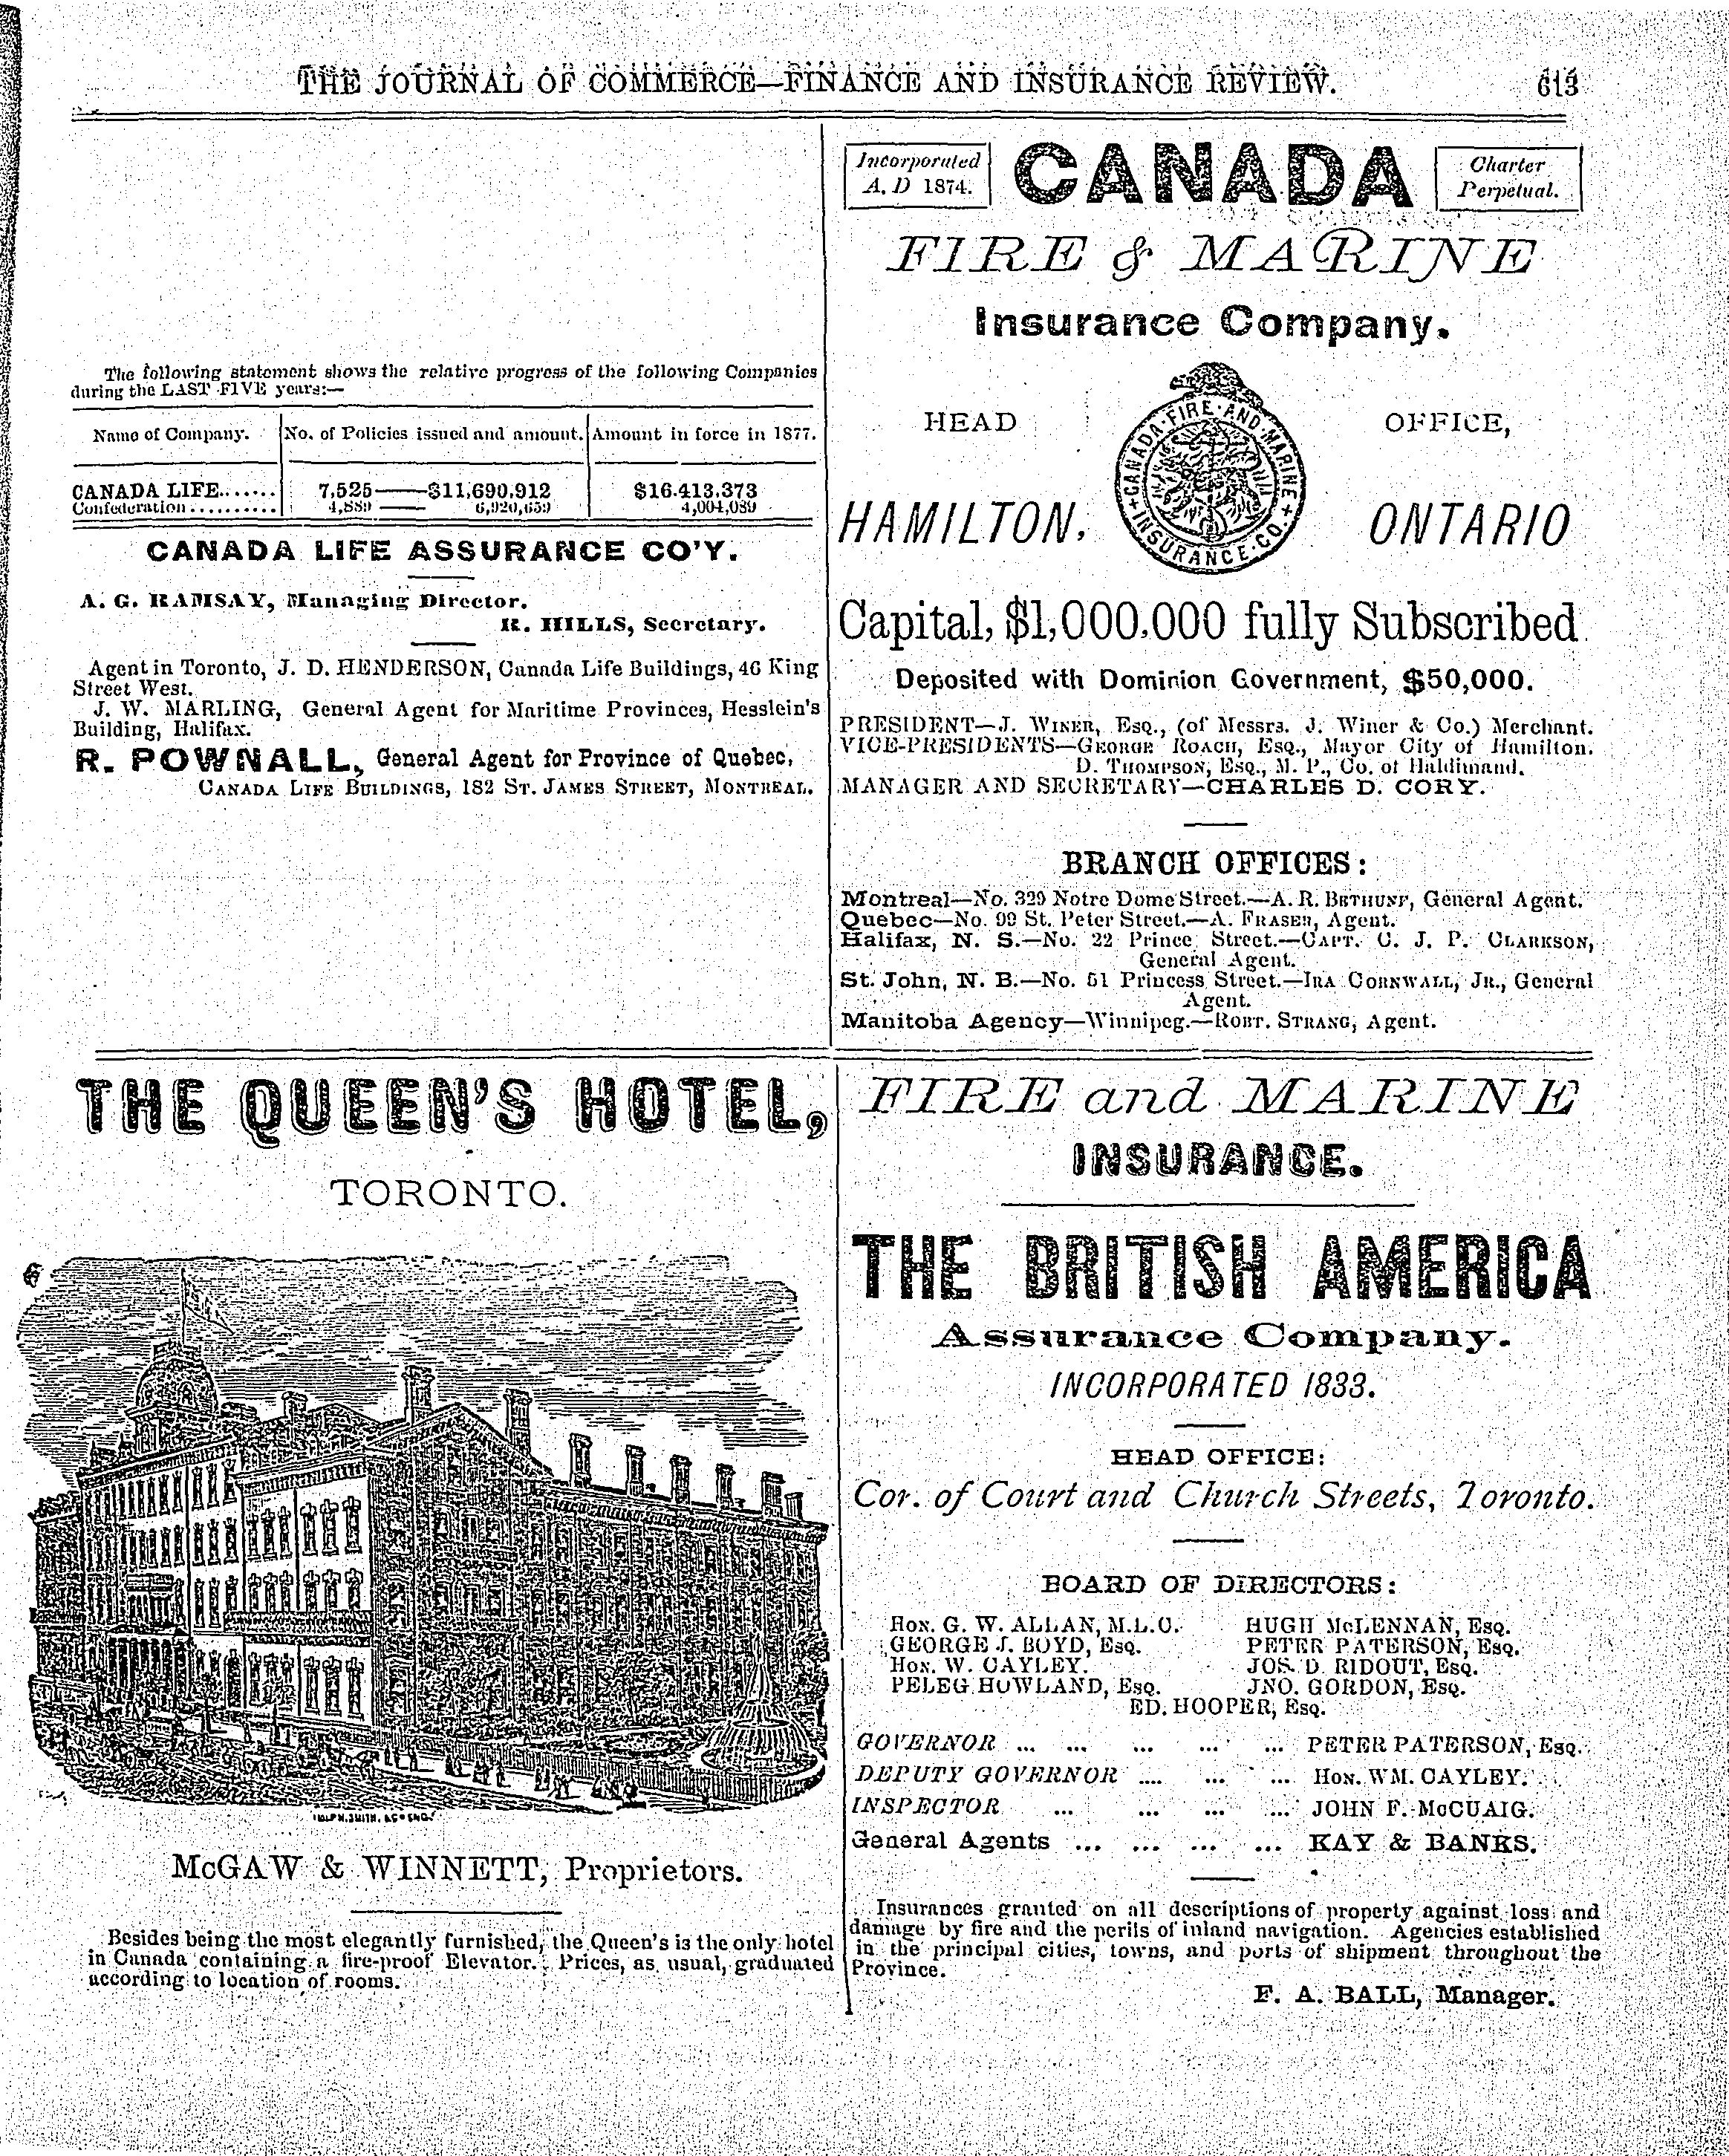 THE JOURNAL OF COMMERCE—FINANCE AND INSURANCE REVIEW. 613
The following statement shows the relative progress of the following Companies
during the LAST FIVE years:—
Name of Company. No. of Policies issued and amount. Amount in force in 1877.
CANADA LIFE....... 7,525——$11,690,912 $16.413,373
Confederation.......... 4,889 —— 6,920,659 4,004,089
CANADA LIFE ASSURANCE CO'Y.
A. G. RAMSAY, Managing Director.
R. HILLS, Secretary.
Agent in Toronto, J. D. HENDERSON, Canada Life Buildings, 46 King
Street West.
J. W. MARLING, General Agent for Maritime Provinces, Hesslein's
Building, Halifax.
R. POWNALL, General Agent for Province of Quebec,
CANADA LIFE BUILDINGS, 182 ST. JAMES STREET, MONTREAL.
Incorporated
A. D 1874.
CANADA
Charter
Perpetual.
FIRE & MARINE
Insurance Company.
HEAD OFFICE,
CANADA·FIRE·AND·MARINE
+INSURANCE·CO.+
HAMILTON, ONTARIO
Capital, $1,000,000 fully Subscribed
Deposited with Dominion Government, $50,000.
PRESIDENT—J. WINER, ESQ., (of Messrs. J. Winer & Co.) Merchant.
VICE-PRESIDENTS—GEORGE ROACH, ESQ., Mayor City of Hamilton.
D. THOMPSON, ESQ., M. P., Co. of Haldimand.
MANAGER AND SECRETARY—CHARLES D. CORY.
BRANCH OFFICES:
Montreal—No. 329 Notre Dome Street.—A. R. BETHUNE, General Agent.
Quebec—No. 99 St. Peter Street.—A. FRASER, Agent.
Halifax, N. S.—No. 22 Prince Street.—CAPT. C. J. P. CLARKSON,
General Agent.
St. John, N. B.—No. 51 Princess Street.—IRA CORNWALL, JR., General
Agent.
Manitoba Agency—Winnipeg.—ROBT. STRANG, Agent.
THE QUEEN'S HOTEL,
TORONTO.
McGAW & WINNETT, Proprietors.
Besides being the most elegantly furnished, the Queen's is the only hotel
in Canada containing a fire-proof Elevator. Prices, as usual, graduated
according to location of rooms.
FIRE and MARINE
INSURANCE.
THE BRITISH AMERICA
Assurance Company.
INCORPORATED 1833.
HEAD OFFICE:
Cor. of Court and Church Streets, Toronto.
BOARD OF DIRECTORS:
HON. G. W. ALLAN, M.L.C. HUGH McLENNAN, ESQ.
GEORGE J. BOYD, ESQ. PETER PATERSON, ESQ.
HON. W. CAYLEY. JOS. D RIDOUT, ESQ.
PELEG HOWLAND, ESQ. JNO. GORDON, ESQ.
ED. HOOPER, ESQ.
GOVERNOR ... ... ... ... ... PETER PATERSON, ESQ.
DEPUTY GOVERNOR .... ... ... HON. WM. CAYLEY.
INSPECTOR ... ... ... ... JOHN F. McCUAIG.
General Agents ... ... ... ... KAY & BANKS.
Insurances granted on all descriptions of property against loss and
damage by fire and the perils of inland navigation. Agencies established
in the principal cities, towns, and ports of shipment throughout the
Province.
F. A. BALL, Manager.